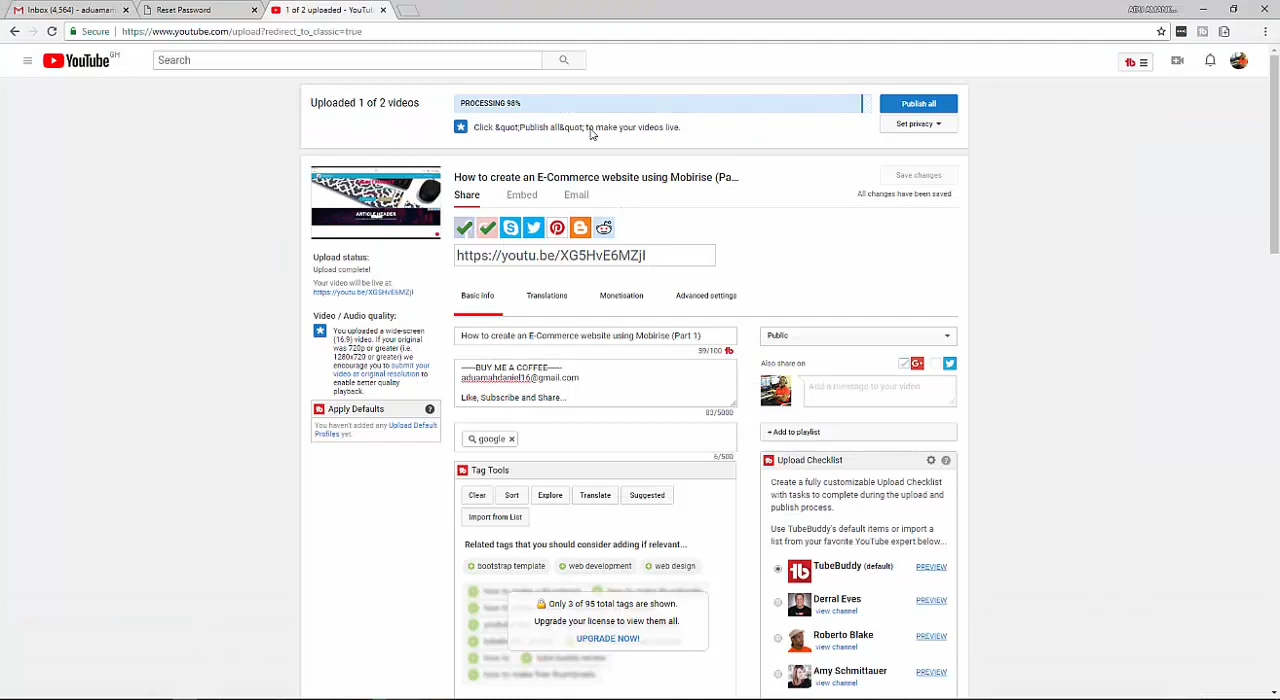 Inbox (4,564) - aduamah
Reset Password
1 of 2 uploaded - YouTu
ADU AMANK...
Secure
https://www.youtube.com/upload?redirect_to_classic=true
YouTube GH
Search
tb
Uploaded 1 of 2 videos
PROCESSING 98%
Publish all
Click &quot;Publish all&quot; to make your videos live.
Set privacy
How to create an E-Commerce website using Mobirise (Pa...
Save changes
Share
Embed
Email
All changes have been saved
ARTICLE HEADER
https://youtu.be/XG5HvE6MZjI
Upload status:
Upload complete!
Your video will be live at:
https://youtu.be/XG5HvE6MZjI
Basic info
Translations
Monetisation
Advanced settings
Video / Audio quality:
You uploaded a wide-screen
(16:9) video. If your original
was 720p or greater (i.e.
1280x720 or greater) we
encourage you to submit your
video at original resolution to
enable better quality
playback.
Apply Defaults
You haven't added any Upload Default
Profiles yet.
How to create an E-Commerce website using Mobirise (Part 1)
59/100 tb
-----BUY ME A COFFEE-----
aduamahdaniel16@gmail.com
Like, Subscribe and Share...
83/5000
google
6/500
Tag Tools
Clear
Sort
Explore
Translate
Suggested
Import from List
Related tags that you should consider adding if relevant...
bootstrap template
web development
web design
Only 3 of 95 total tags are shown.
Upgrade your license to view them all.
UPGRADE NOW!
Public
Also share on
G+
Add a message to your video
+ Add to playlist
Upload Checklist
Create a fully customizable Upload Checklist
with tasks to complete during the upload and
publish process.
Use TubeBuddy's default items or import a
list from your favorite YouTube expert below...
tb
TubeBuddy (default)
PREVIEW
Derral Eves
view channel
PREVIEW
Roberto Blake
view channel
PREVIEW
Amy Schmittauer
view channel
PREVIEW